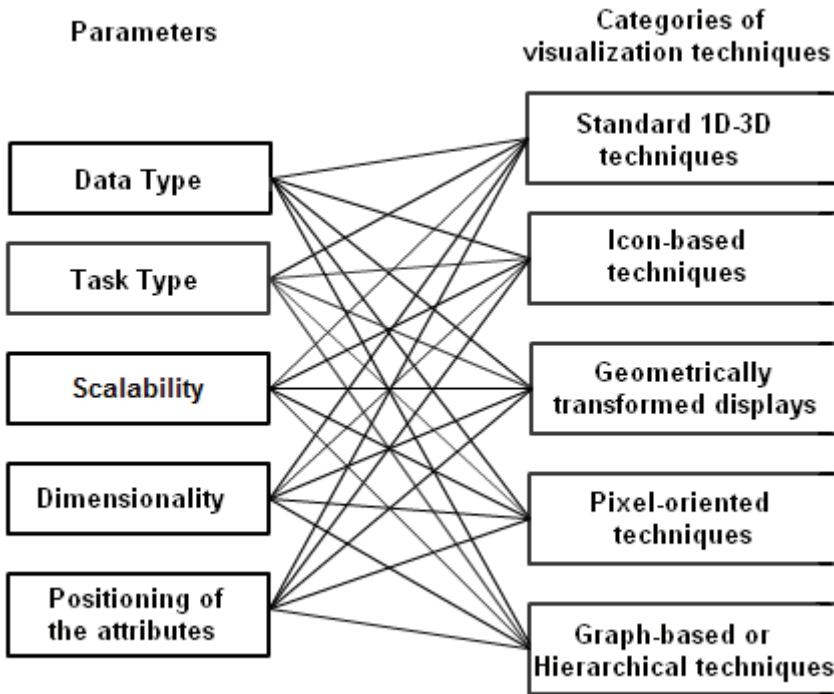 Parameters
Categories of
visualization techniques
Data Type
Task Type
Scalability
Dimensionality
Positioning of
the attributes
Standard 1D-3D
techniques
Icon-based
techniques
Geometrically
transformed displays
Pixel-oriented
techniques
Graph-based or
Hierarchical techniques